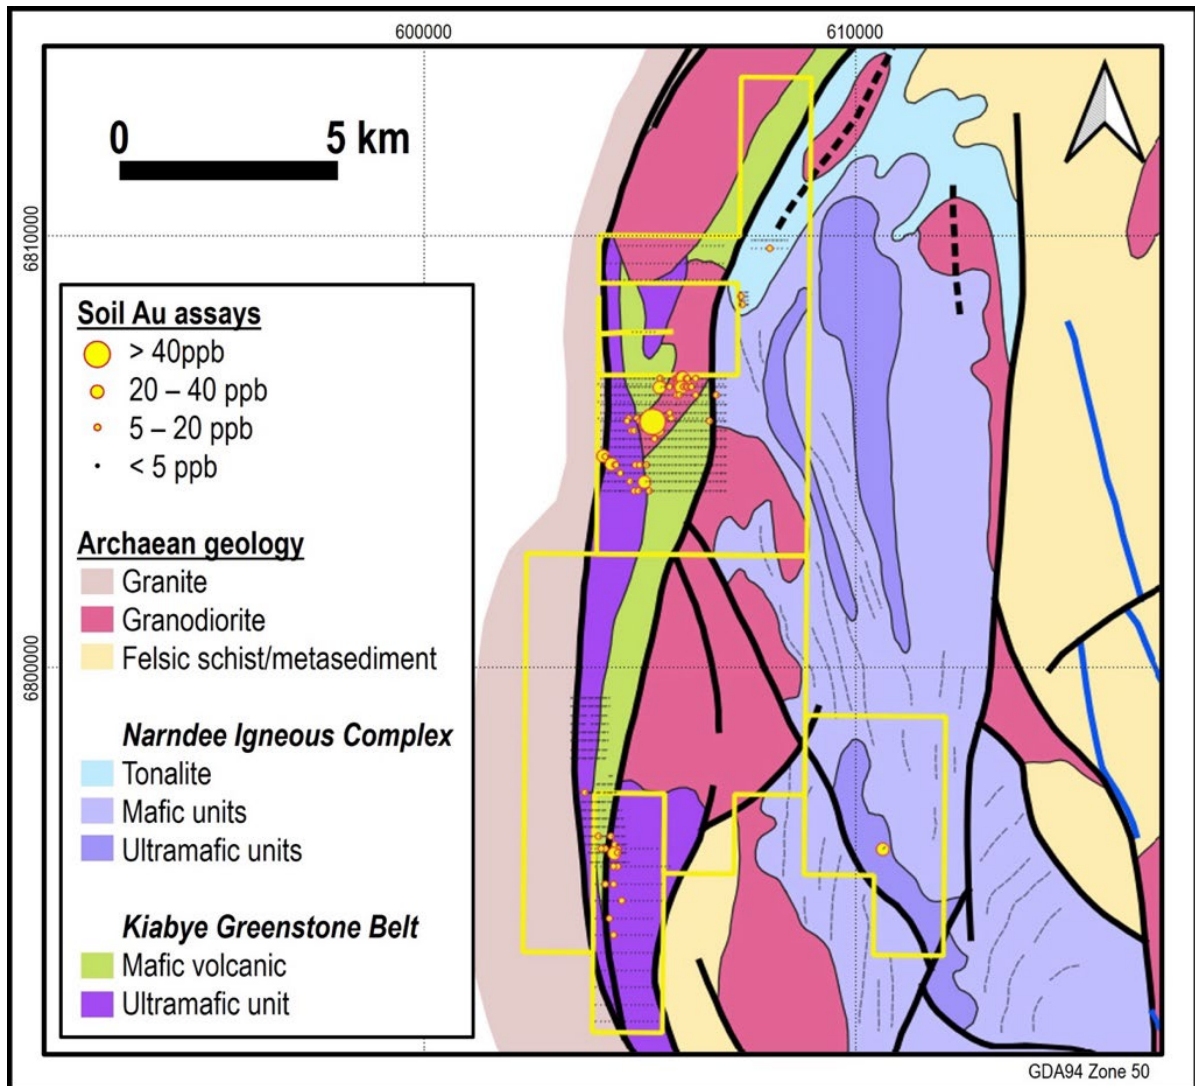 600000
610000
0
5 km
6810000
6800000
Soil Au assays
> 40ppb
20 – 40 ppb
5 – 20 ppb
< 5 ppb
Archaean geology
Granite
Granodiorite
Felsic schist/metasediment
Narndee Igneous Complex
Tonalite
Mafic units
Ultramafic units
Kiabye Greenstone Belt
Mafic volcanic
Ultramafic unit
GDA94 Zone 50